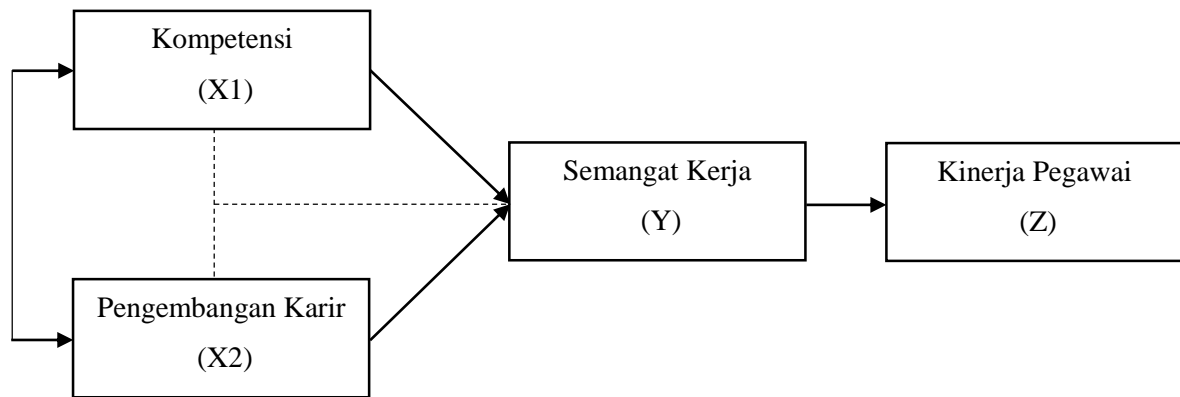 Kompetensi
(X1)
Semangat Kerja
(Y)
Kinerja Pegawai
(Z)
Pengembangan Karir
(X2)